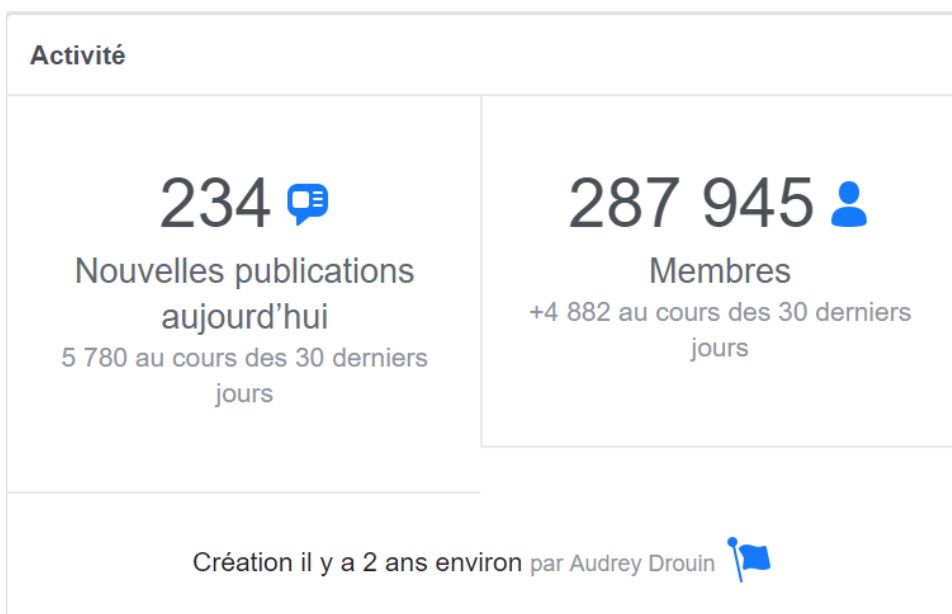 Activité
234
Nouvelles publications
aujourd’hui
5 780 au cours des 30 derniers
jours
287 945
Membres
+4 882 au cours des 30 derniers
jours
Création il y a 2 ans environ par Audrey Drouin